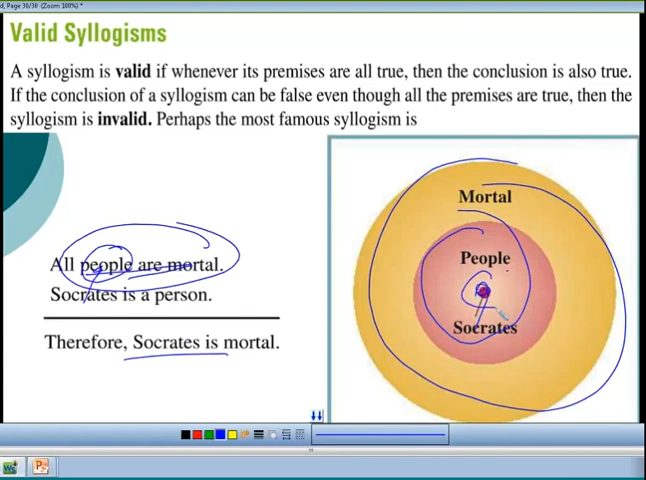 d, Page 30/30 (Zoom 100%) *
Valid Syllogisms
A syllogism is valid if whenever its premises are all true, then the conclusion is also true.
If the conclusion of a syllogism can be false even though all the premises are true, then the
syllogism is invalid. Perhaps the most famous syllogism is
All people are mortal.
Socrates is a person.
Therefore, Socrates is mortal.
Mortal
People
Socrates